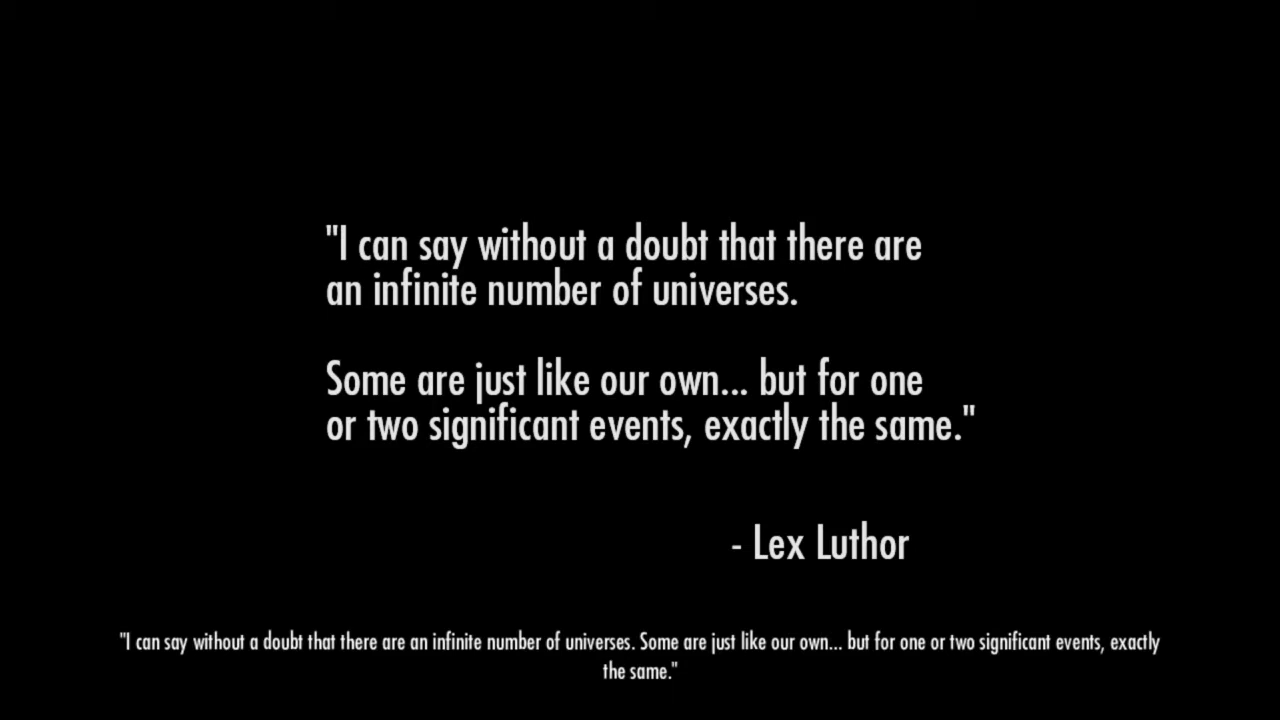 "I can say without a doubt that there are
an infinite number of universes.
Some are just like our own... but for one
or two significant events, exactly the same."
- Lex Luthor
"I can say without a doubt that there are an infinite number of universes. Some are just like our own... but for one or two significant events, exactly
the same."